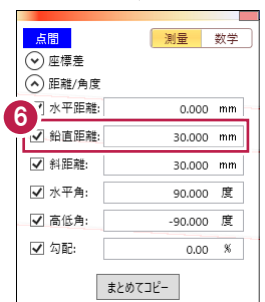 点間 測量 数学
座標差
距離/角度
6
水平距離: 0.000 mm
鉛直距離: 30.000 mm
斜距離: 30.000 mm
水平角: 90.000 度
高低角: -90.000 度
勾配: 0.00 %
まとめてコピー